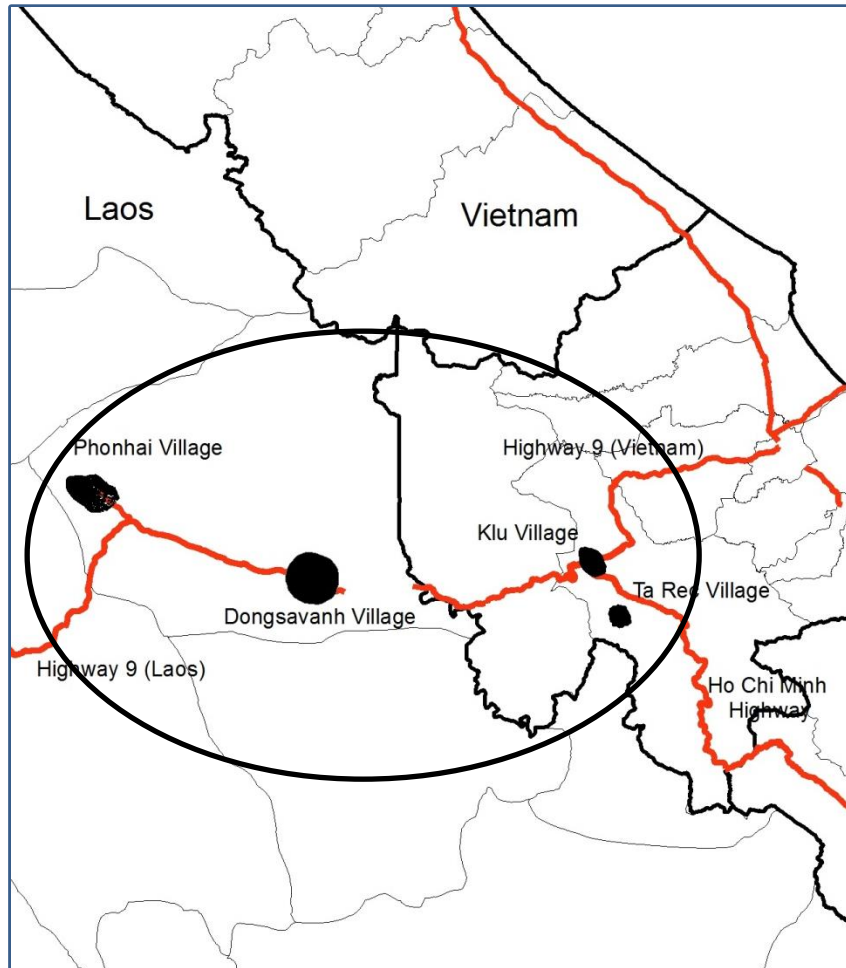 Laos
Vietnam
Phonhai Village
Highway 9 (Vietnam)
Klu Village
Ta Rec Village
Dongsavanh Village
Highway 9 (Laos)
Ho Chi Minh
Highway